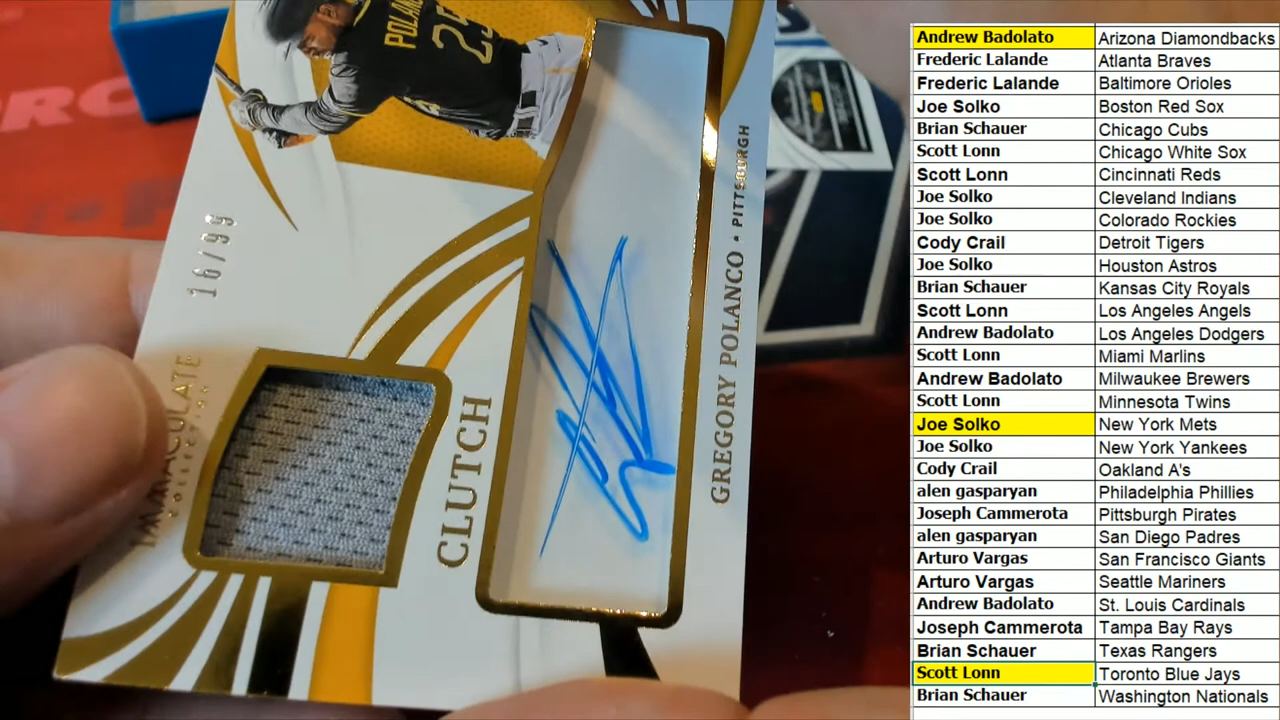 POLAN
25
16/99
IMMACULATE
COLLECTION
CLUTCH
GREGORY POLANCO • PITTSBURGH
Andrew Badolato Arizona Diamondbacks
Frederic Lalande Atlanta Braves
Frederic Lalande Baltimore Orioles
Joe Solko Boston Red Sox
Brian Schauer Chicago Cubs
Scott Lonn Chicago White Sox
Scott Lonn Cincinnati Reds
Joe Solko Cleveland Indians
Joe Solko Colorado Rockies
Cody Crail Detroit Tigers
Joe Solko Houston Astros
Brian Schauer Kansas City Royals
Scott Lonn Los Angeles Angels
Andrew Badolato Los Angeles Dodgers
Scott Lonn Miami Marlins
Andrew Badolato Milwaukee Brewers
Scott Lonn Minnesota Twins
Joe Solko New York Mets
Joe Solko New York Yankees
Cody Crail Oakland A's
alen gasparyan Philadelphia Phillies
Joseph Cammerota Pittsburgh Pirates
alen gasparyan San Diego Padres
Arturo Vargas San Francisco Giants
Arturo Vargas Seattle Mariners
Andrew Badolato St. Louis Cardinals
Joseph Cammerota Tampa Bay Rays
Brian Schauer Texas Rangers
Scott Lonn Toronto Blue Jays
Brian Schauer Washington Nationals